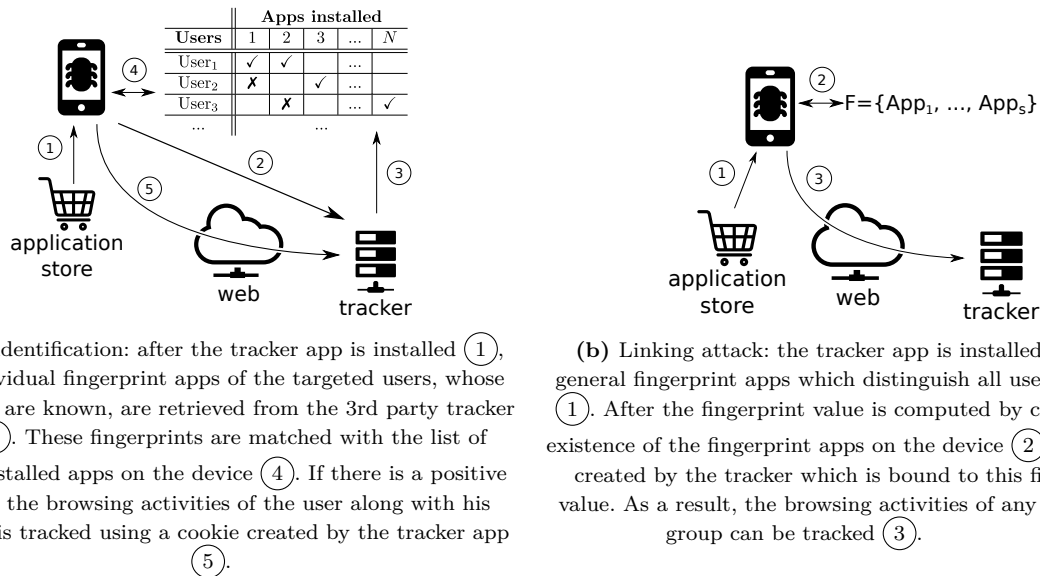 Apps installed
Users 1 2 3 ... N
User1 ✓ ✓ ...
User2 ✗ ✓ ...
User3 ✗ ... ✓
... ...
4
1
2
3
5
application
store
web
tracker
dentification: after the tracker app is installed 1,
vidual fingerprint apps of the targeted users, whose
are known, are retrieved from the 3rd party tracker
). These fingerprints are matched with the list of
stalled apps on the device 4. If there is a positive
the browsing activities of the user along with his
is tracked using a cookie created by the tracker app
5.
2
F={App1, ..., Apps}
1
3
application
store
web
tracker
(b) Linking attack: the tracker app is installed
general fingerprint apps which distinguish all use
1. After the fingerprint value is computed by c
existence of the fingerprint apps on the device 2
created by the tracker which is bound to this fi
value. As a result, the browsing activities of any
group can be tracked 3.